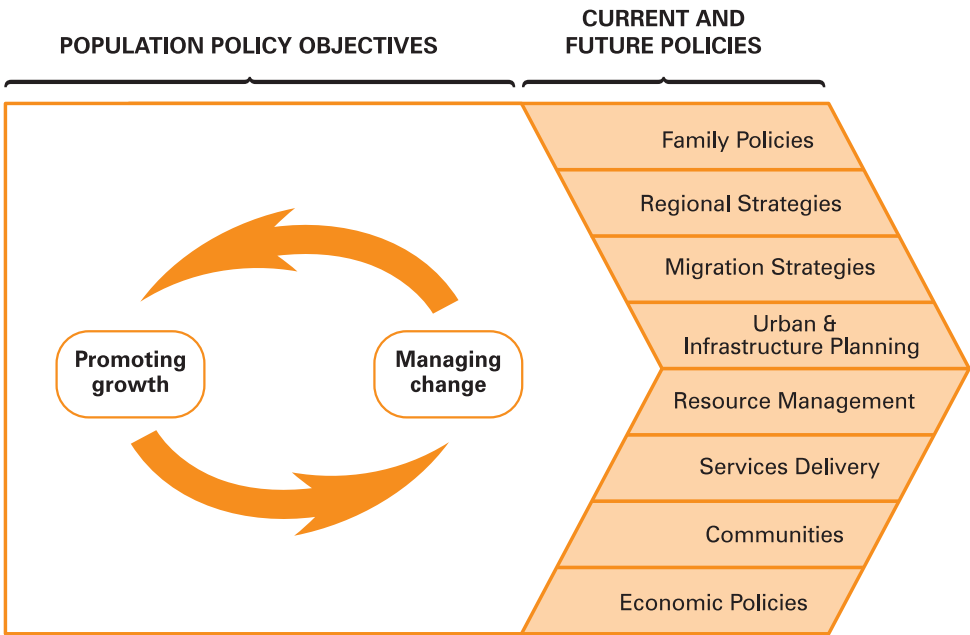 POPULATION POLICY OBJECTIVES
CURRENT AND
FUTURE POLICIES
Promoting
growth
Managing
change
Family Policies
Regional Strategies
Migration Strategies
Urban &
Infrastructure Planning
Resource Management
Services Delivery
Communities
Economic Policies